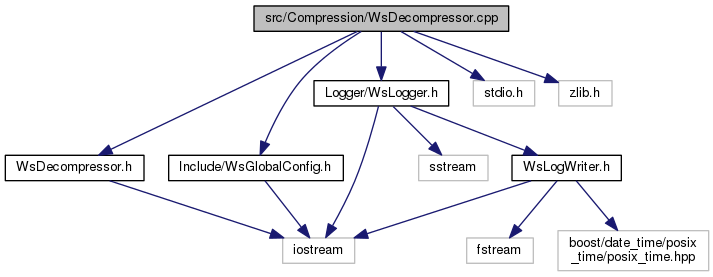 src/Compression/WsDecompressor.cpp
Logger/WsLogger.h
stdio.h
zlib.h
WsDecompressor.h
Include/WsGlobalConfig.h
sstream
WsLogWriter.h
iostream
fstream
boost/date_time/posix
_time/posix_time.hpp